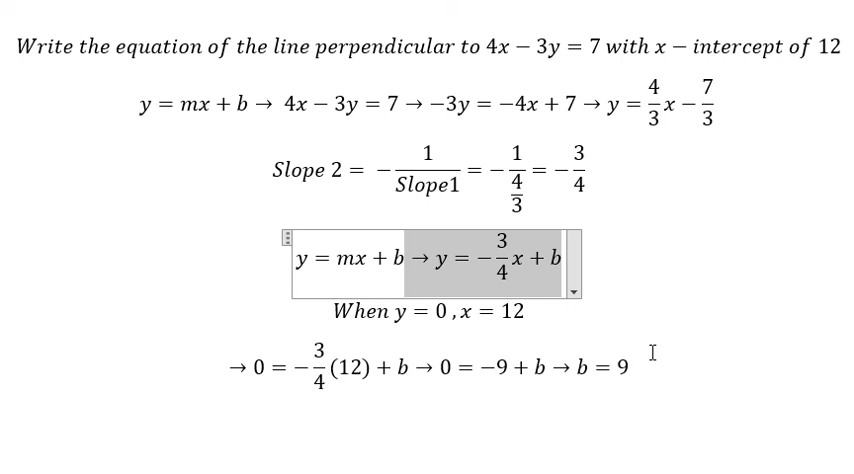 Write the equation of the line perpendicular to 4x − 3y = 7 with x − intercept of 12
y = mx + b → 4x − 3y = 7 → −3y = −4x + 7 → y = 4/3 x − 7/3
Slope 2 = − 1/Slope1 = − 1/(4/3) = − 3/4
y = mx + b → y = − 3/4 x + b
When y = 0 , x = 12
→ 0 = − 3/4 (12) + b → 0 = −9 + b → b = 9